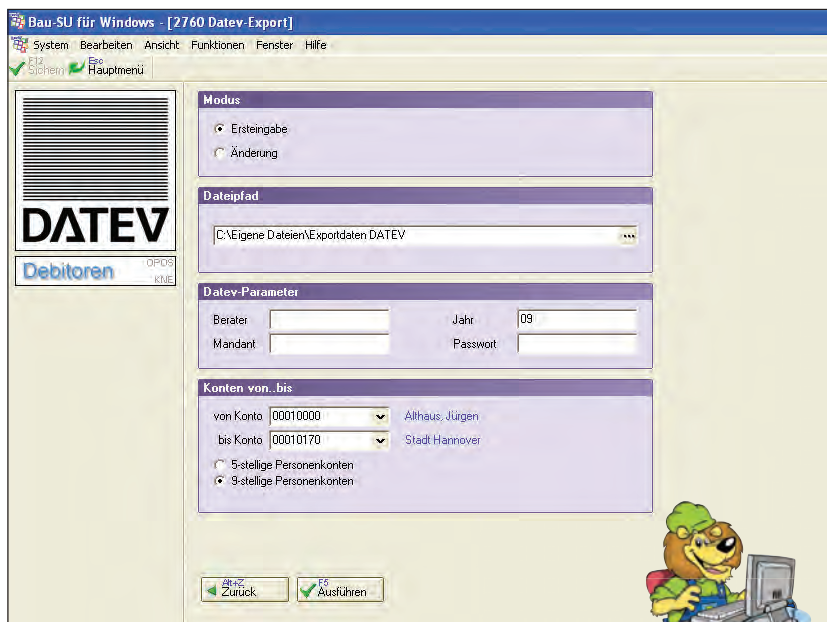 Bau-SU für Windows - [2760 Datev-Export]
System Bearbeiten Ansicht Funktionen Fenster Hilfe
F12 Sichern Esc Hauptmenü
DATEV
Debitoren OPOS KNE
Modus
Ersteingabe
Änderung
Dateipfad
C:\Eigene Dateien\Exportdaten DATEV ...
Datev-Parameter
Berater Jahr 09
Mandant Passwort
Konten von..bis
von Konto 00010000 Althaus, Jürgen
bis Konto 00010170 Stadt Hannover
5-stellige Personenkonten
9-stellige Personenkonten
Alt+Z Zurück F5 Ausführen